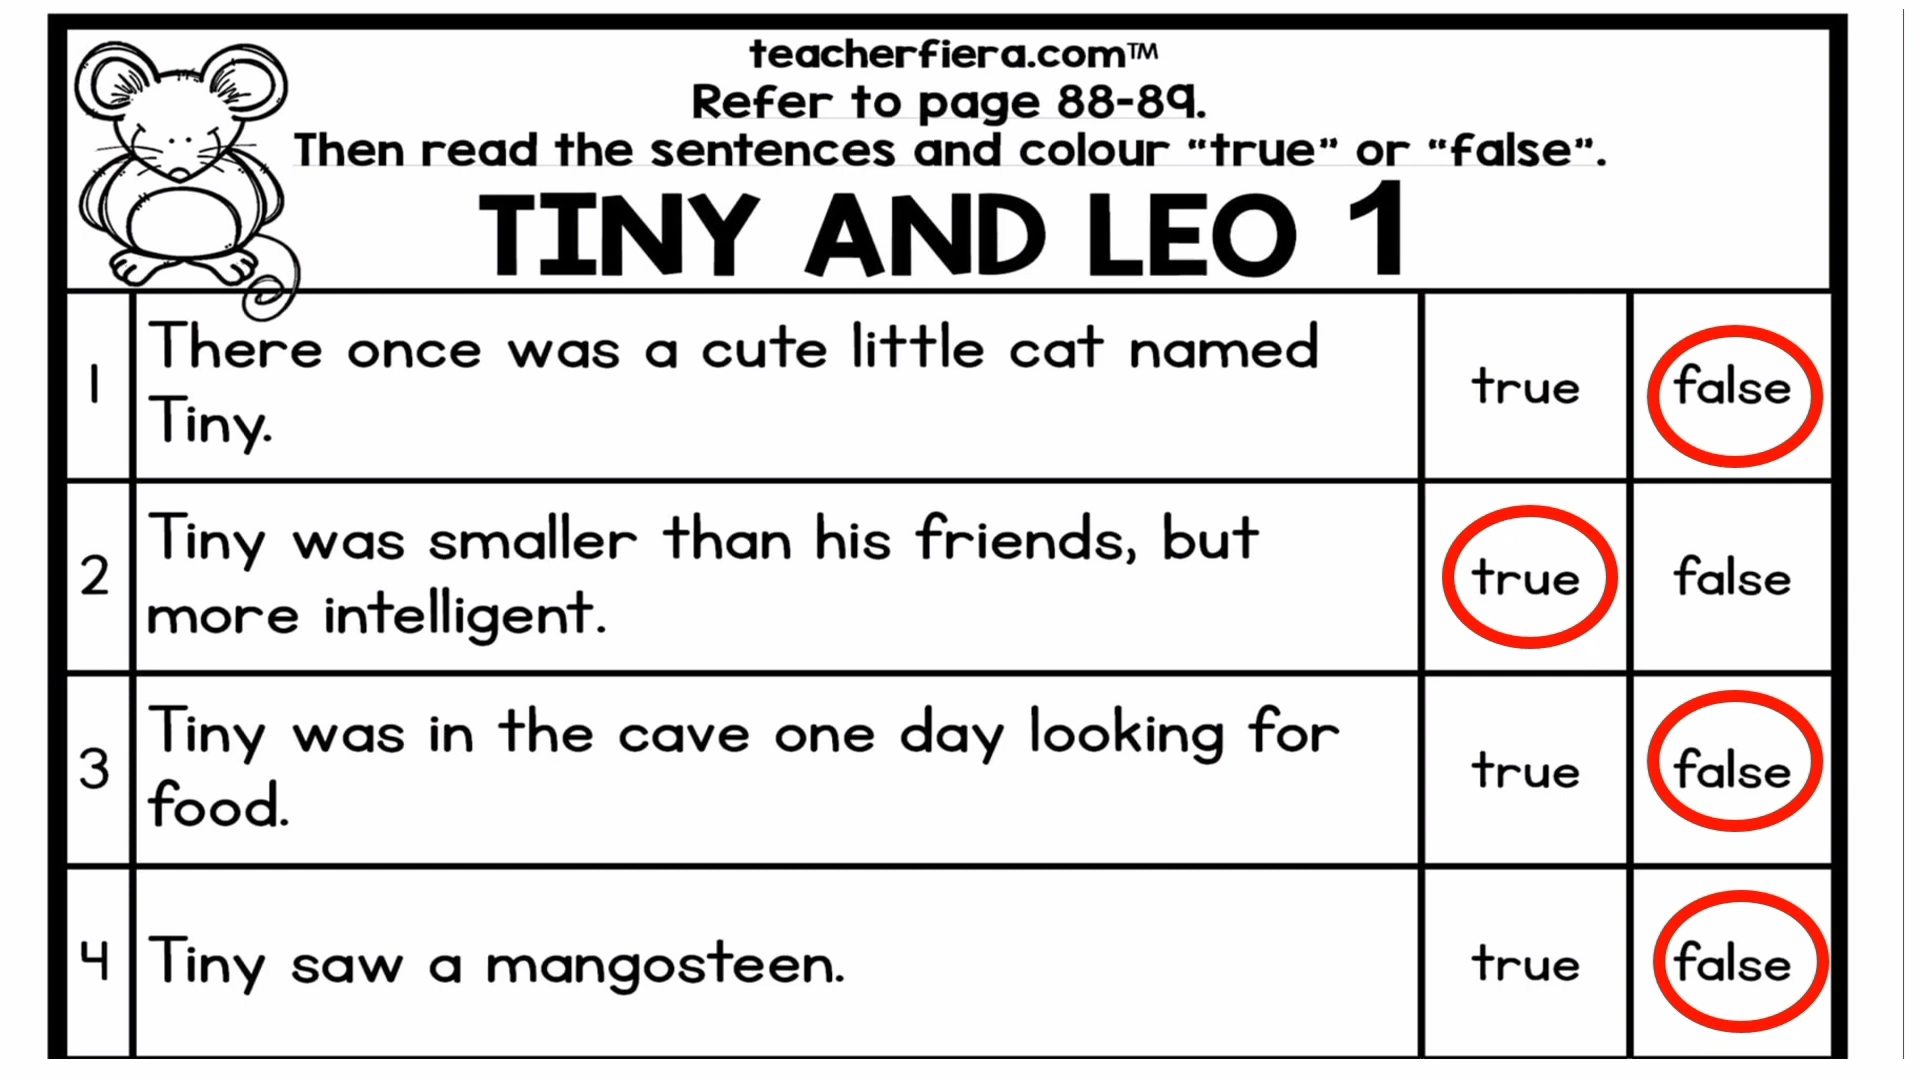 teacherfiera.com™
Refer to page 88-89.
Then read the sentences and colour “true” or “false”.
TINY AND LEO 1
1 There once was a cute little cat named
Tiny.
true false
2 Tiny was smaller than his friends, but
more intelligent.
true false
3 Tiny was in the cave one day looking for
food.
true false
4 Tiny saw a mangosteen. true false